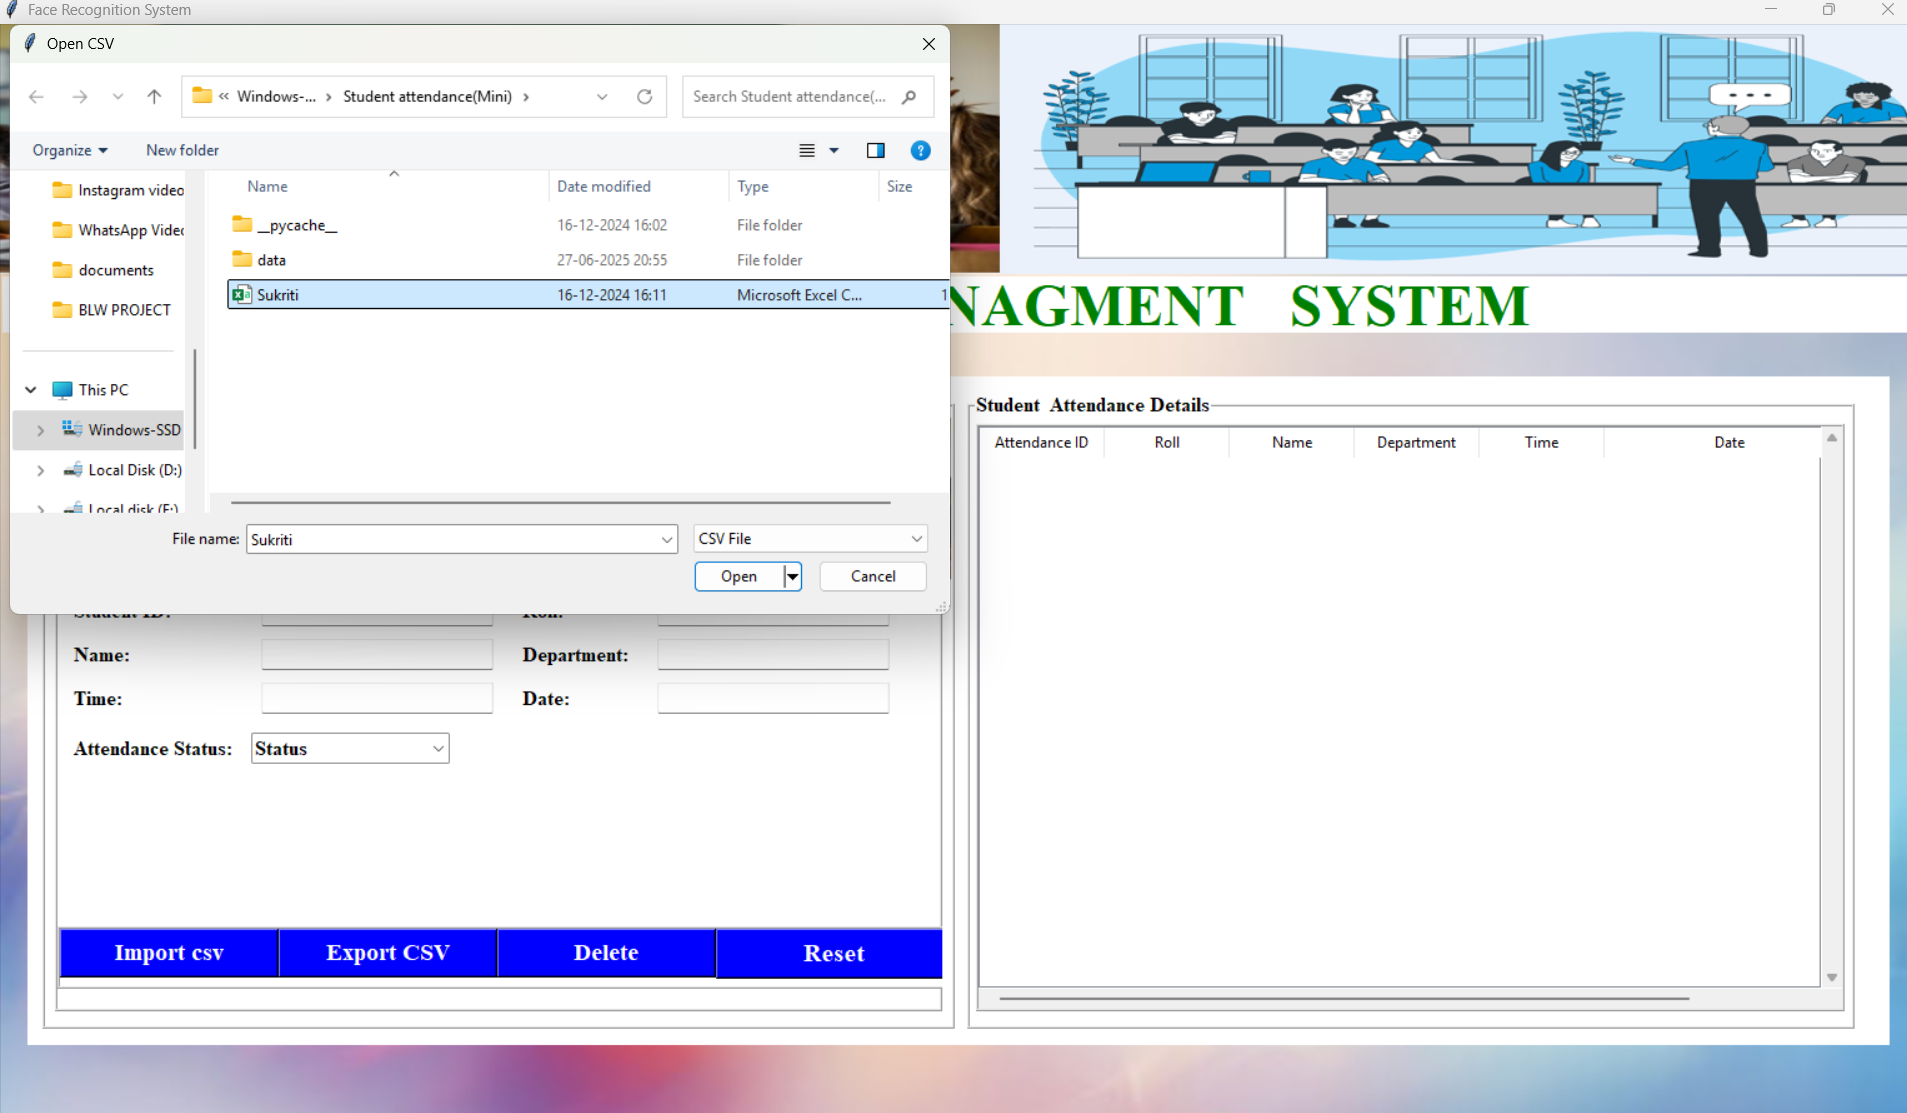 Face Recognition System
Open CSV
« Windows-... › Student attendance(Mini) ›
Search Student attendance(...
Organize
New folder
Name
Date modified
Type
Size
Instagram video
WhatsApp Vide
documents
BLW PROJECT
This PC
Windows-SSD
Local Disk (D:)
Local disk (E:)
__pycache__ 16-12-2024 16:02 File folder
data 27-06-2025 20:55 File folder
Sukriti 16-12-2024 16:11 Microsoft Excel C... 1
File name: Sukriti
CSV File
Open
Cancel
NAGMENT SYSTEM
Student ID:
Roll:
Name:
Department:
Time:
Date:
Attendance Status: Status
Import csv
Export CSV
Delete
Reset
Student Attendance Details
Attendance ID Roll Name Department Time Date